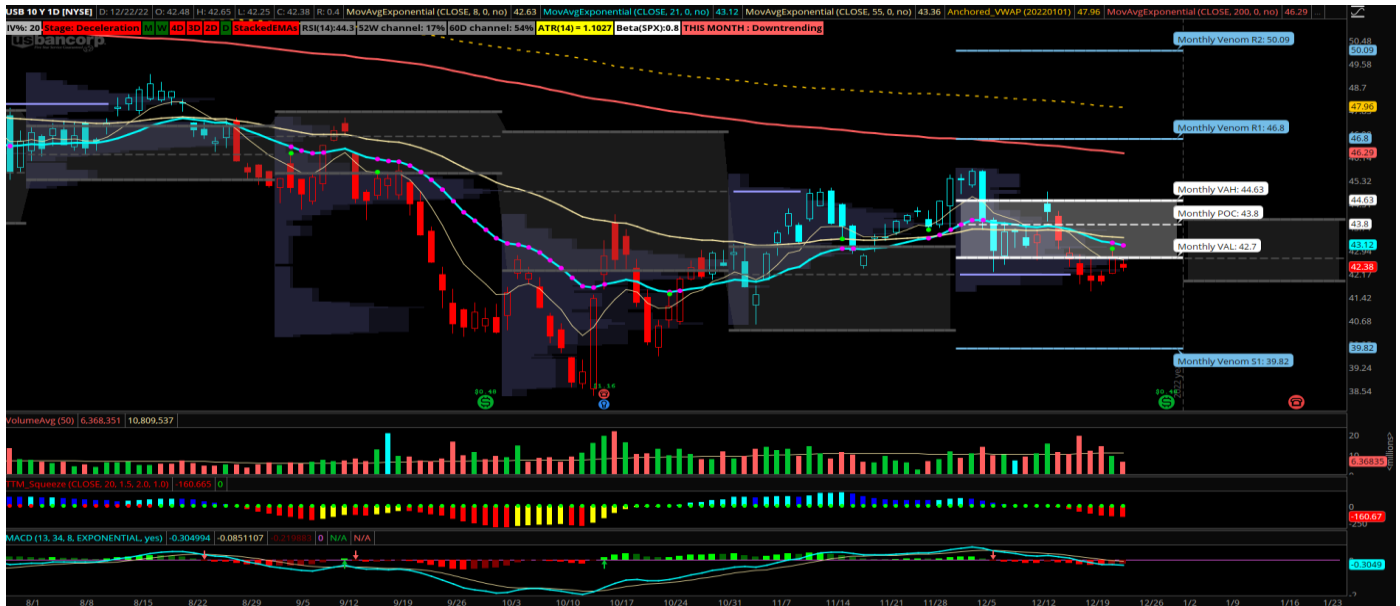 USB 10 Y 1D [NYSE] D: 12/22/22 O: 42.48 H: 42.65 L: 42.25 C: 42.38 R: 0.4 MovAvgExponential (CLOSE, 8, 0, no) 42.63 MovAvgExponential (CLOSE, 21, 0, no) 43.12 MovAvgExponential (CLOSE, 55, 0, no) 43.36 Anchored_VWAP (20220101) 47.96 MovAvgExponential (CLOSE, 200, 0, no) 46.29
IV%: 20 Stage: Deceleration M W 4D 3D 2D D StackedEMAs RSI(14):44.3 52W channel: 17% 60D channel: 54% ATR(14) = 1.1027 Beta(SPX):0.8 THIS MONTH : Downtrending
usbancorp
Monthly Venom R2: 50.09
50.48
50.09
49.58
48.7
47.96
Monthly Venom R1: 46.8
46.8
46.29
45.32
Monthly VAH: 44.63
44.63
Monthly POC: 43.8
43.8
43.12
Monthly VAL: 42.7
42.38
42.17
41.42
40.68
39.82
Monthly Venom S1: 39.82
39.24
38.54
VolumeAvg (50) 6,368,351 10,809,537
20
6.36835
<millions>
TTM_Squeeze (CLOSE, 20, 1.5, 2.0, 1.0) -160.665 0
0
-160.67
-250
MACD (13, 34, 8, EXPONENTIAL, yes) -0.304994 -0.0851107 -0.219883 0 N/A N/A
-0.3049
-2
8/1 8/8 8/15 8/22 8/29 9/12 9/19 9/26 10/3 10/10 10/17 10/24 10/31 11/7 11/14 11/21 11/28 12/5 12/12 12/19 12/26 1/2 1/9 1/16 1/23